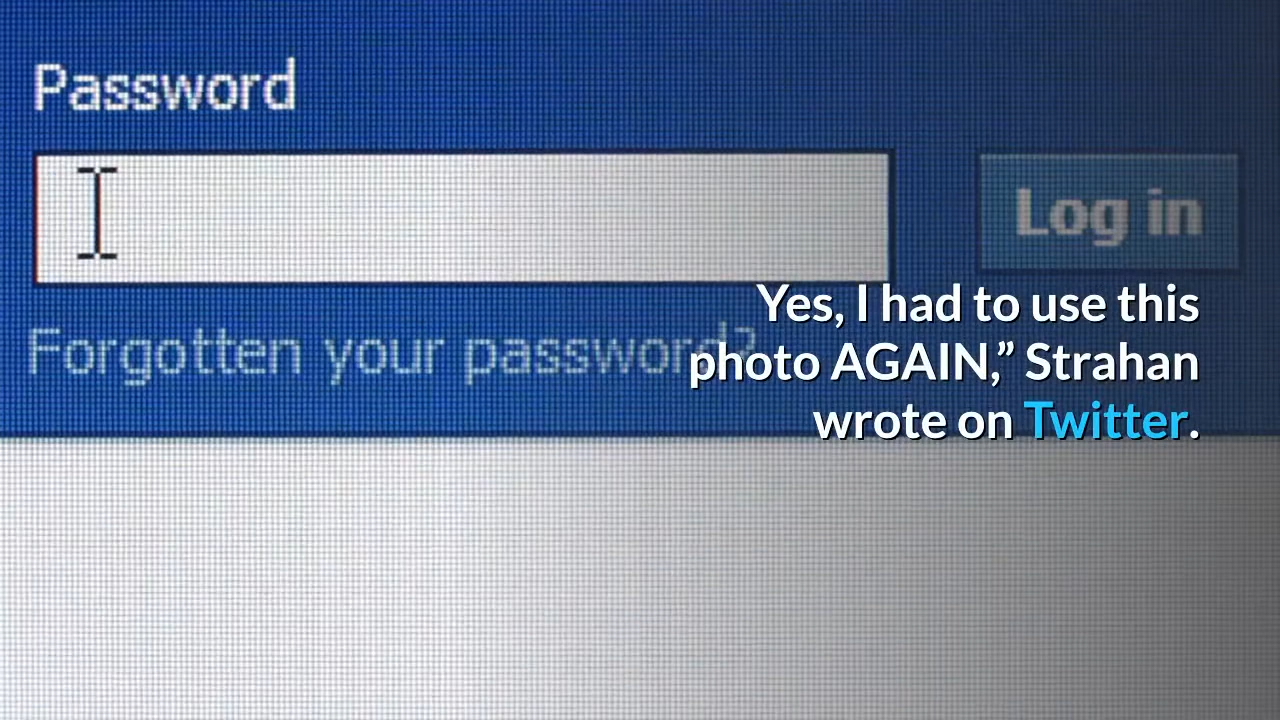 Password
Log in
Forgotten your password?
Yes, I had to use this
photo AGAIN,” Strahan
wrote on Twitter.